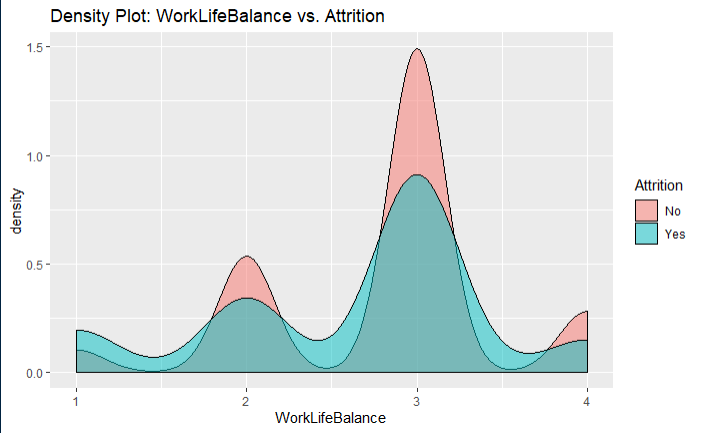 Density Plot: WorkLifeBalance vs. Attrition
1.5
1.0
0.5
0.0
density
1
2
3
4
WorkLifeBalance
Attrition
No
Yes